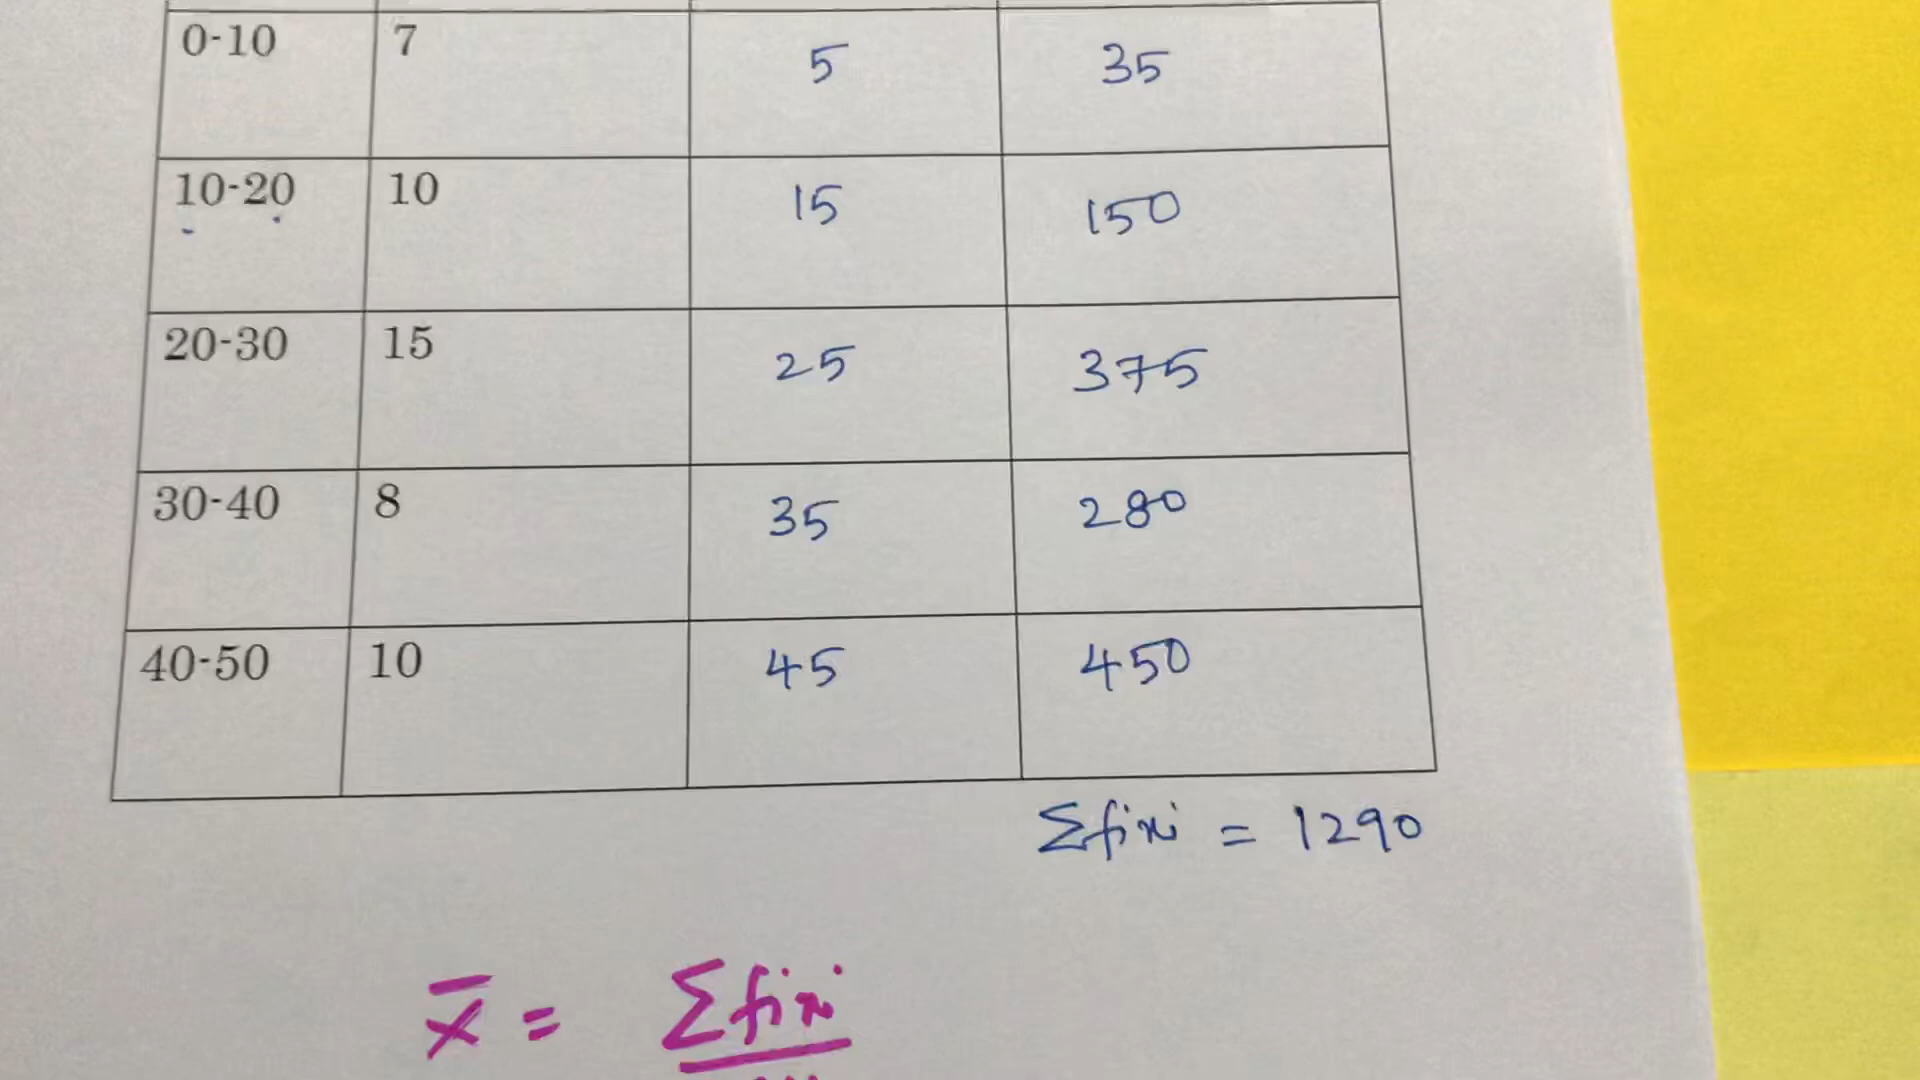 0-10 7 5 35
10-20 10 15 150
20-30 15 25 375
30-40 8 35 280
40-50 10 45 450
Σfixi = 1290
x̄ = Σfixi